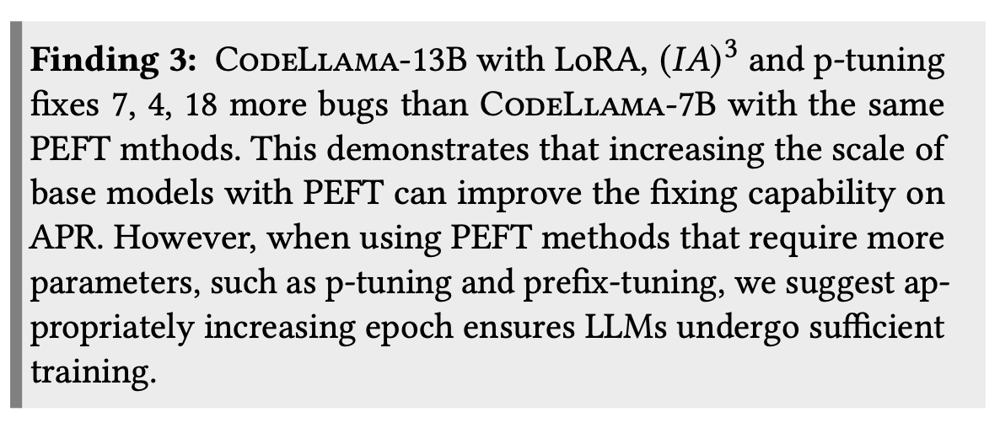 Finding 3: CodeLlama-13B with LoRA, (IA)³ and p-tuning
fixes 7, 4, 18 more bugs than CodeLlama-7B with the same
PEFT mthods. This demonstrates that increasing the scale of
base models with PEFT can improve the fixing capability on
APR. However, when using PEFT methods that require more
parameters, such as p-tuning and prefix-tuning, we suggest ap-
propriately increasing epoch ensures LLMs undergo sufficient
training.